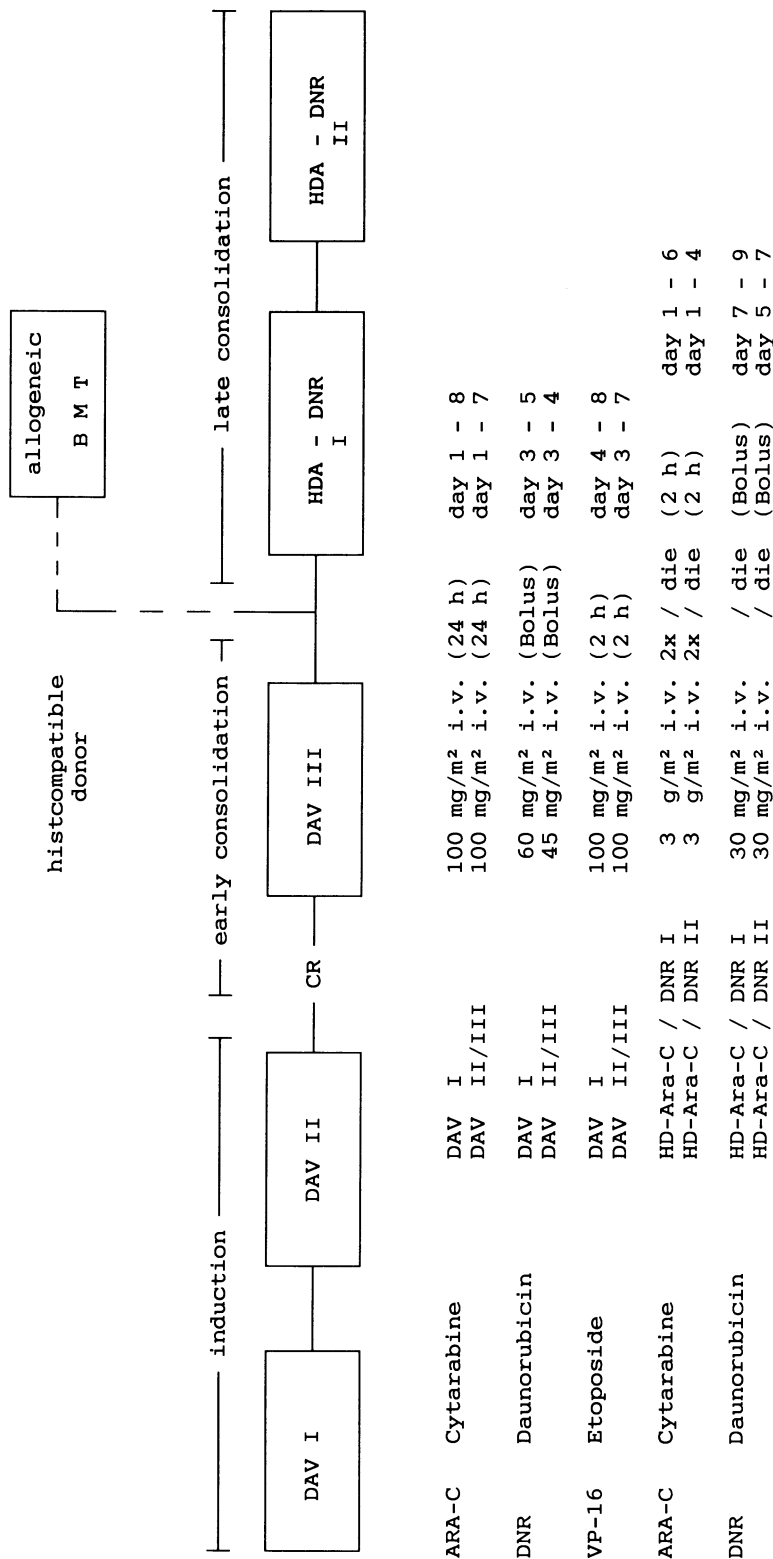 allogeneic
B M T
histcompatible
donor
induction
early consolidation
late consolidation
DAV I
DAV II
CR
DAV III
HDA - DNR
I
HDA - DNR
II
ARA-C Cytarabine DAV I 100 mg/m² i.v. (24 h) day 1 - 8
DAV II/III 100 mg/m² i.v. (24 h) day 1 - 7
DNR Daunorubicin DAV I 60 mg/m² i.v. (Bolus) day 3 - 5
DAV II/III 45 mg/m² i.v. (Bolus) day 3 - 4
VP-16 Etoposide DAV I 100 mg/m² i.v. (2 h) day 4 - 8
DAV II/III 100 mg/m² i.v. (2 h) day 3 - 7
ARA-C Cytarabine HD-Ara-C / DNR I 3 g/m² i.v. 2x / die (2 h) day 1 - 6
HD-Ara-C / DNR II 3 g/m² i.v. 2x / die (2 h) day 1 - 4
DNR Daunorubicin HD-Ara-C / DNR I 30 mg/m² i.v. / die (Bolus) day 7 - 9
HD-Ara-C / DNR II 30 mg/m² i.v. / die (Bolus) day 5 - 7